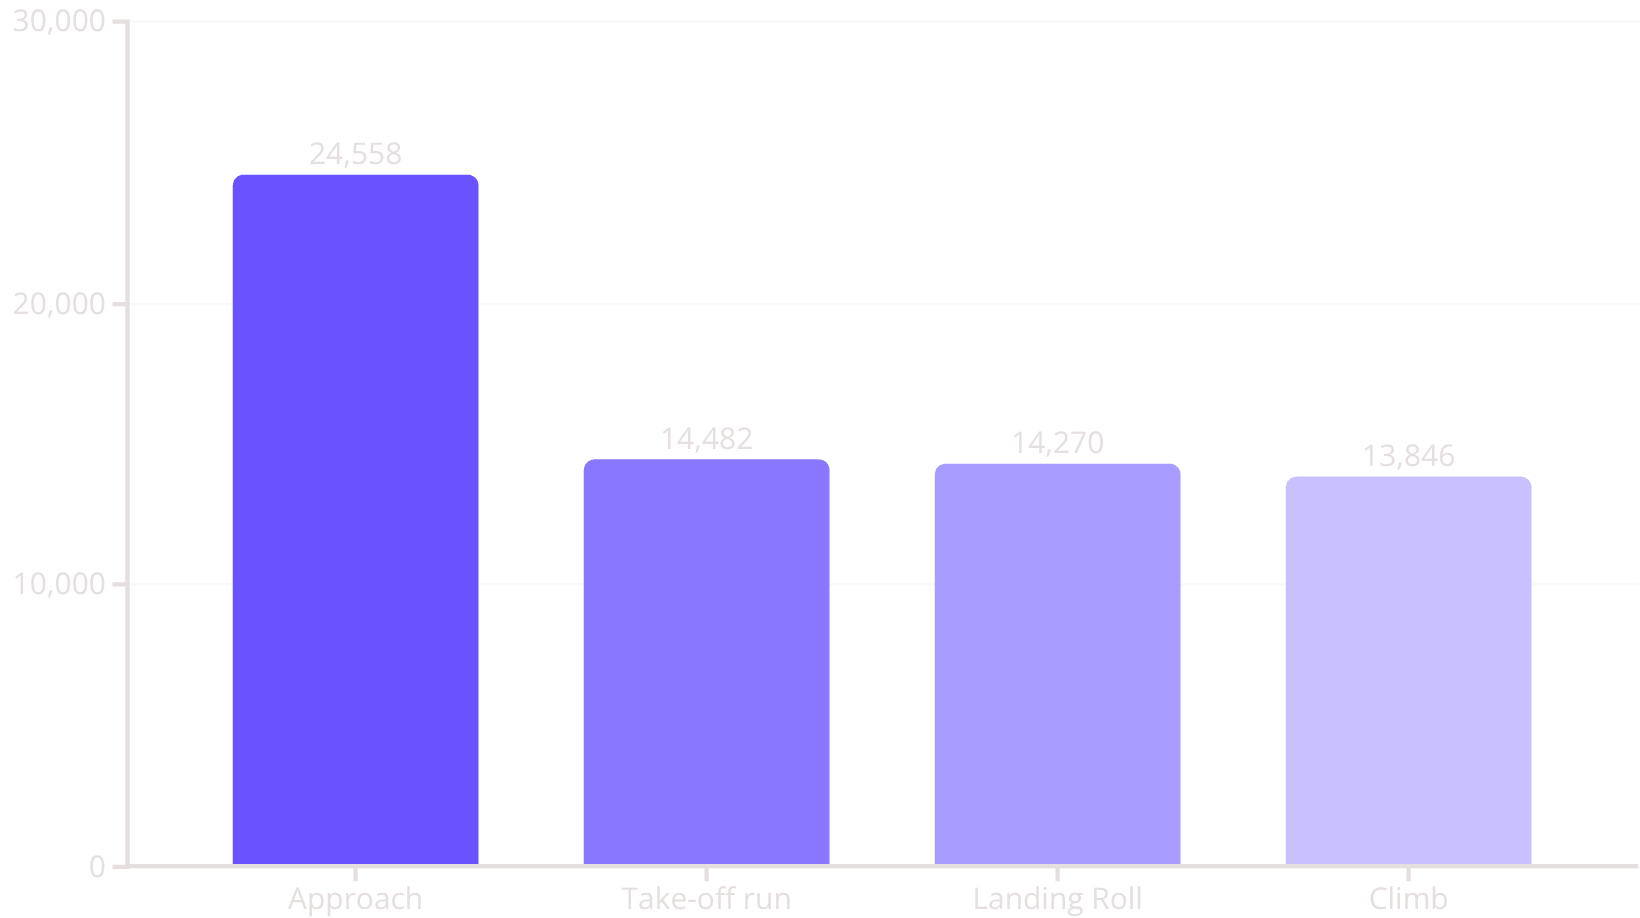 30,000
24,558
20,000
14,482
14,270
13,846
10,000
0
Approach
Take-off run
Landing Roll
Climb